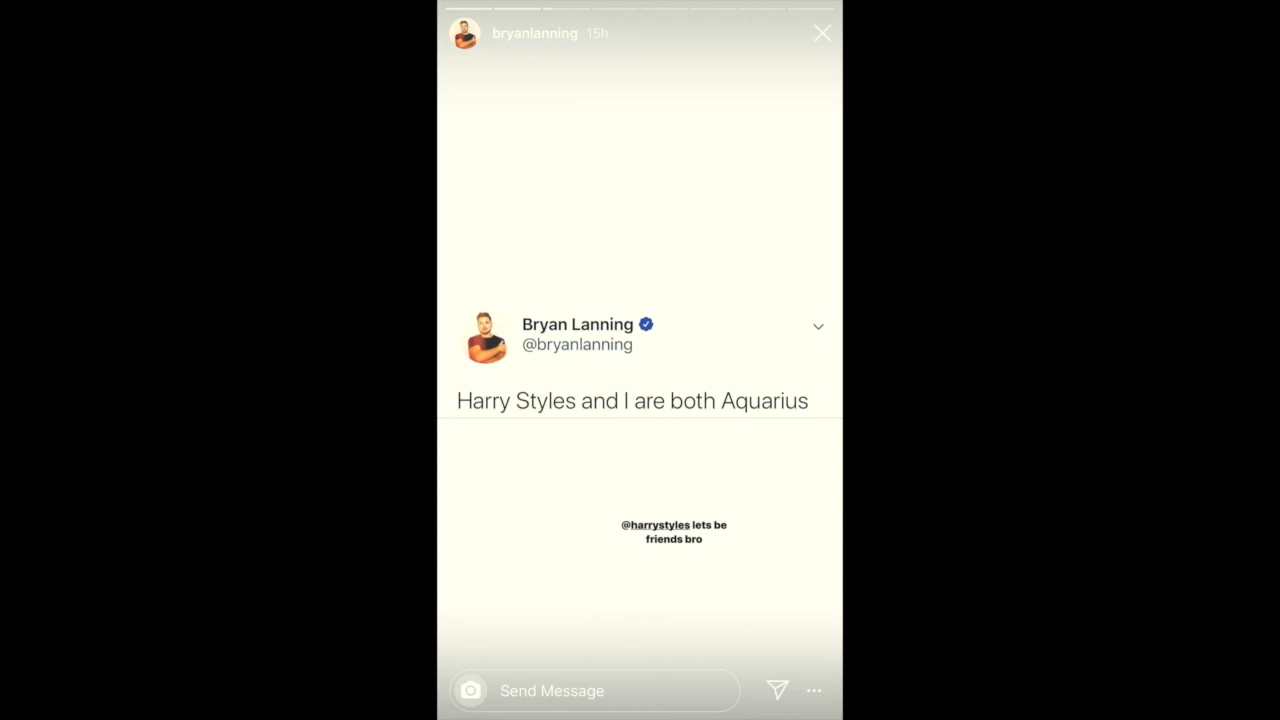 bryanlanning 15h
Bryan Lanning
@bryanlanning
Harry Styles and I are both Aquarius
@harrystyles lets be
friends bro
Send Message